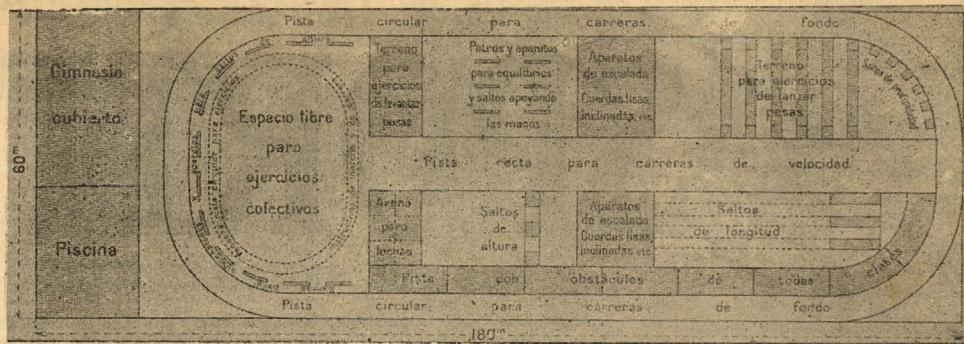 Pista circular para carreras de fondo
Gimnasio
cubierto
Piscina
60m
Espacio libre
para
ejercicios
colectivos
Terreno
para
ejercicios
de levantar
pesas
Potros y aparatos
para equilibrios
y saltos apoyando
las manos
Aparatos
de escalada
Cuerdas lisas,
inclinadas, etc
Terreno
para ejercicios
de lanzar
pesas
Saltos de profundidad
Pista recta para carreras de velocidad
Arena
para
luchas
Saltos
de
altura
Aparatos
de escalada
Cuerdas lisas,
inclinadas, etc
Saltos
de longitud
Pista con obstáculos de todas clases
Pista circular para carreras de fondo
180m